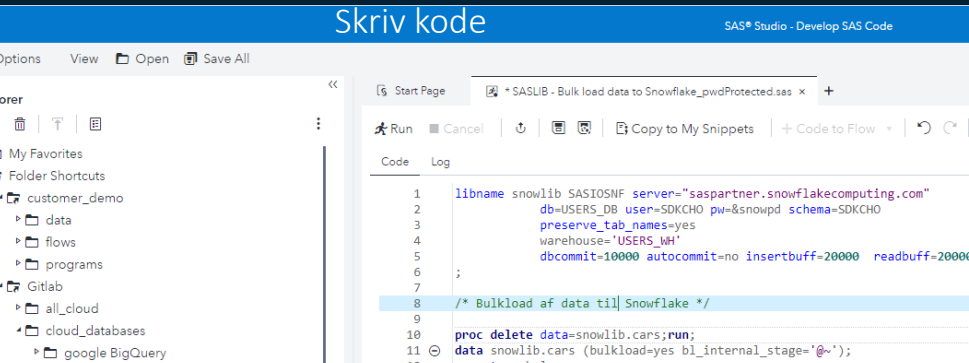 Skriv kode
SAS® Studio - Develop SAS Code
Options View Open Save All
orer
My Favorites
Folder Shortcuts
customer_demo
data
flows
programs
Gitlab
all_cloud
cloud_databases
google BigQuery
Start Page * SASLIB - Bulk load data to Snowflake_pwdProtected.sas
Run Cancel Copy to My Snippets Code to Flow
Code Log
1 libname snowlib SASIOSNF server="saspartner.snowflakecomputing.com"
2 db=USERS_DB user=SDKCHO pw=&snowpd schema=SDKCHO
3 preserve_tab_names=yes
4 warehouse='USERS_WH'
5 dbcommit=10000 autocommit=no insertbuff=20000 readbuff=20000
6 ;
7
8 /* Bulkload af data til Snowflake */
9
10 proc delete data=snowlib.cars;run;
11 data snowlib.cars (bulkload=yes bl_internal_stage='@~');